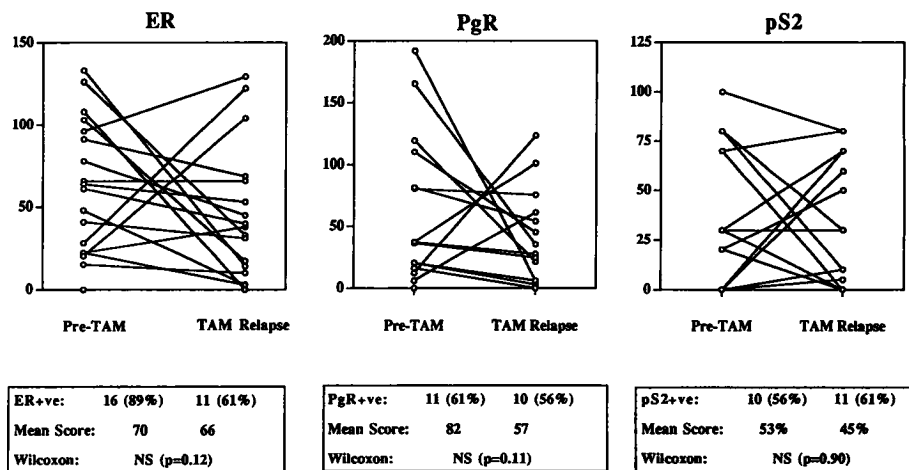 ER
PgR
pS2
150
100
50
0
Pre-TAM TAM Relapse
200
150
100
50
0
Pre-TAM TAM Relapse
125
100
75
50
25
0
Pre-TAM TAM Relapse
ER+ve: 16 (89%) 11 (61%)
Mean Score: 70 66
Wilcoxon: NS (p=0.12)
PgR+ve: 11 (61%) 10 (56%)
Mean Score: 82 57
Wilcoxon: NS (p=0.11)
pS2+ve: 10 (56%) 11 (61%)
Mean Score: 53% 45%
Wilcoxon: NS (p=0.90)